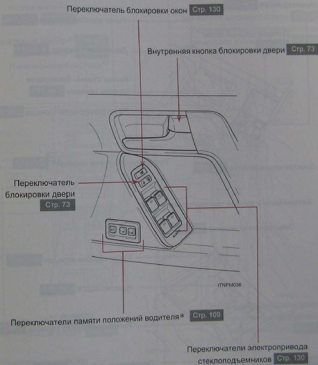 Переключатель блокировки окон Стр. 130
Внутренняя кнопка блокировки двери Стр. 73
Переключатель
блокировки двери
Стр. 73
ITNPM038
Переключатели памяти положений водителя* Стр. 109
Переключатели электропривода
стеклоподъемников Стр. 130